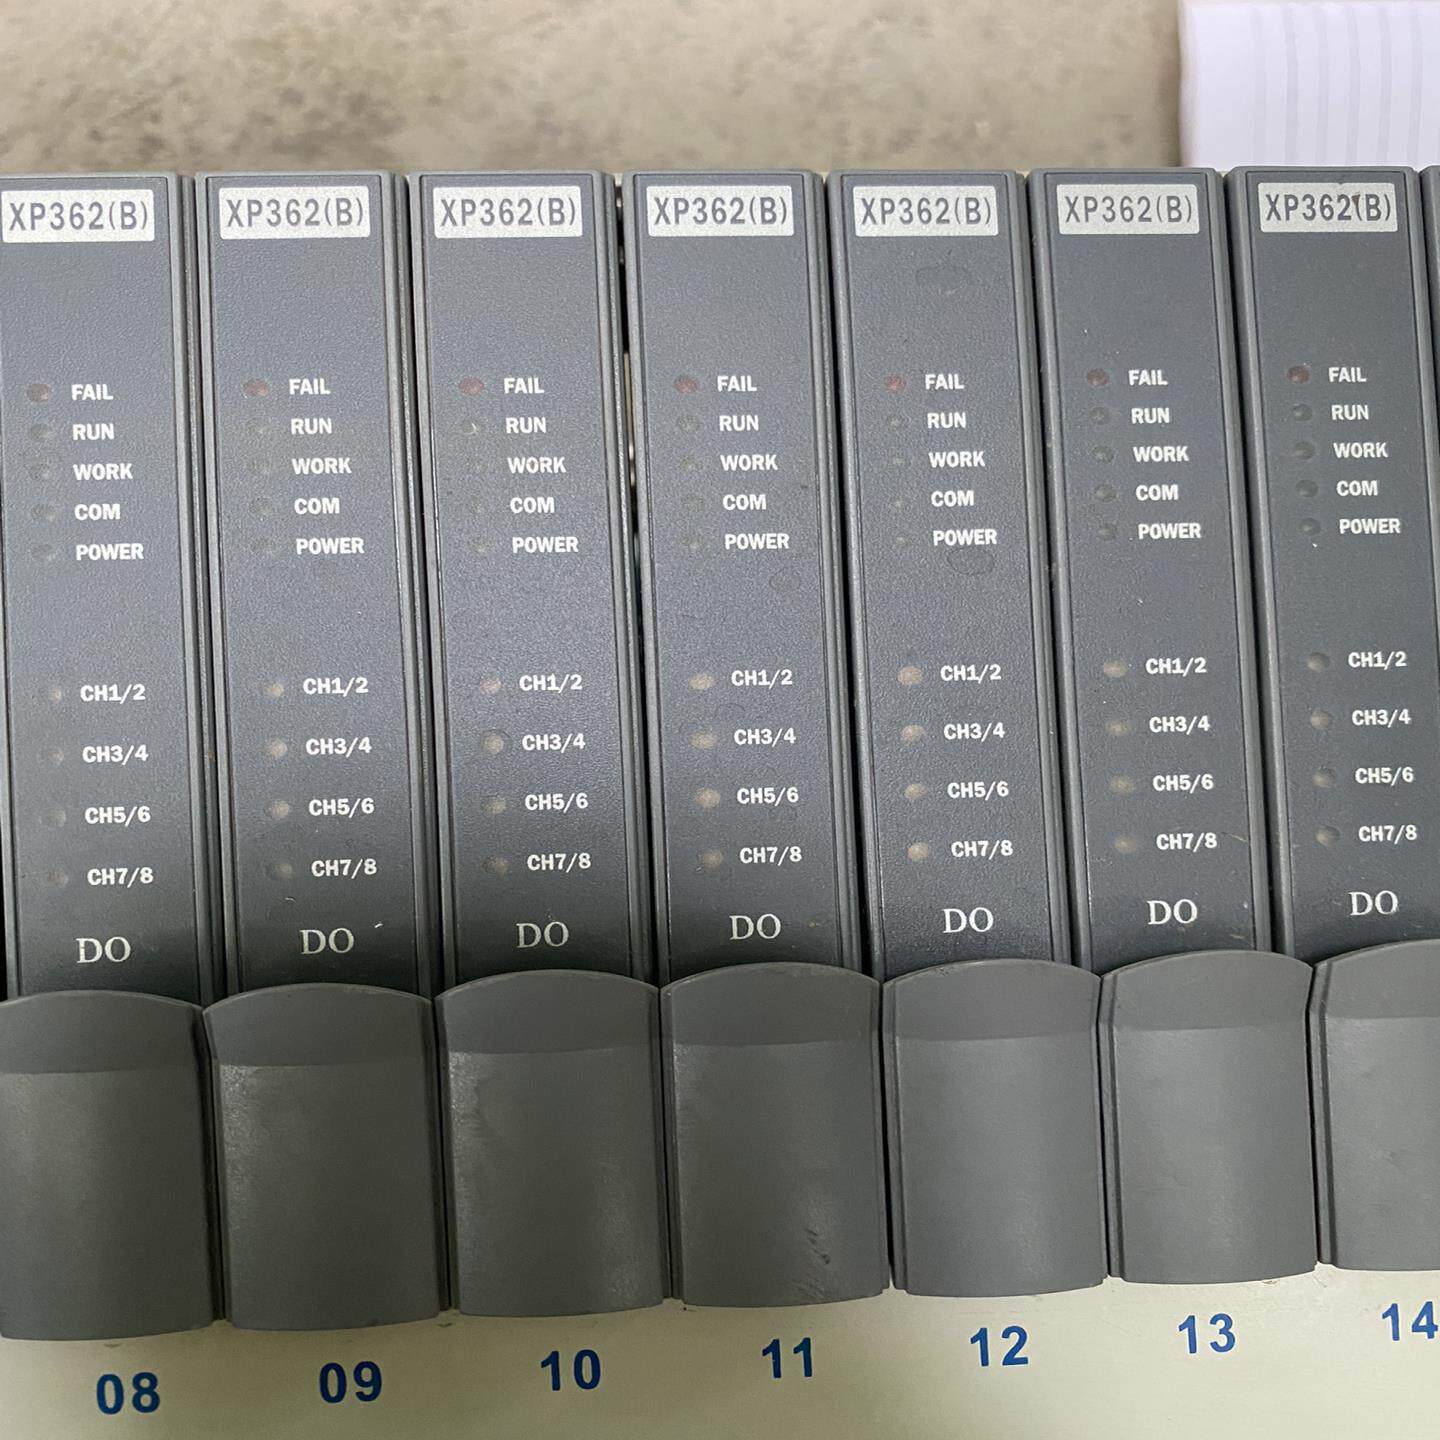 XP362(B) XP362(B) XP362(B) XP362(B) XP362(B) XP362(B) XP362(B)
FAIL FAIL FAIL FAIL FAIL FAIL FAIL
RUN RUN RUN RUN RUN RUN RUN
WORK WORK WORK WORK WORK WORK WORK
COM COM COM COM COM COM COM
POWER POWER POWER POWER POWER POWER POWER
CH1/2 CH1/2 CH1/2 CH1/2 CH1/2 CH1/2 CH1/2
CH3/4 CH3/4 CH3/4 CH3/4 CH3/4 CH3/4 CH3/4
CH5/6 CH5/6 CH5/6 CH5/6 CH5/6 CH5/6 CH5/6
CH7/8 CH7/8 CH7/8 CH7/8 CH7/8 CH7/8 CH7/8
DO DO DO DO DO DO DO
08 09 10 11 12 13 14